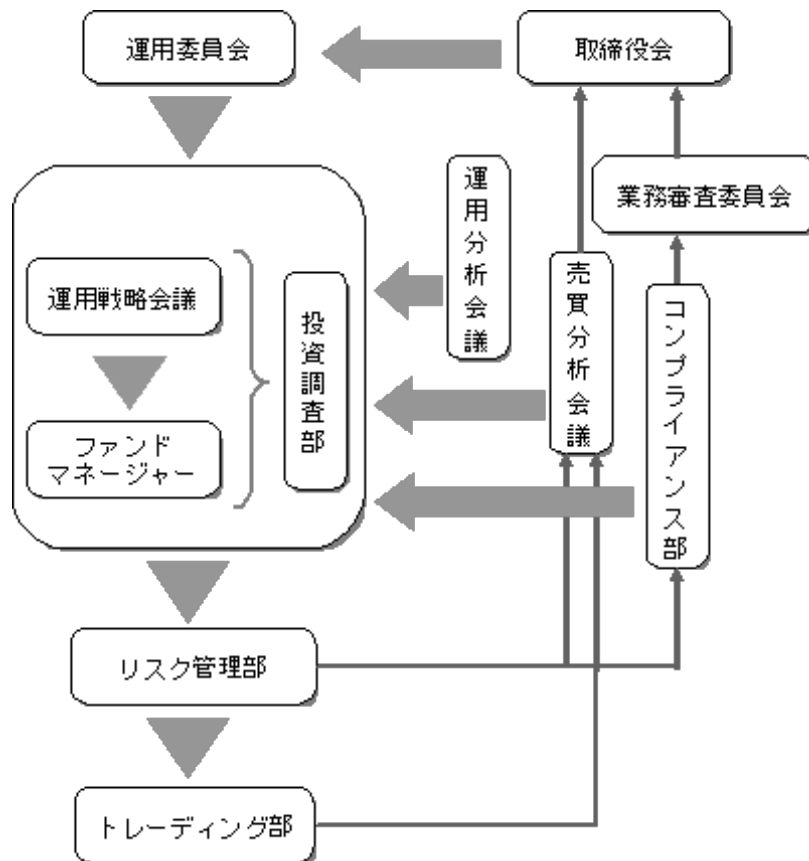 運用委員会
取締役会
業務審査委員会
運用分析会議
売買分析会議
コンプライアンス部
運用戦略会議
投資調査部
ファンド
マネージャー
リスク管理部
トレーディング部